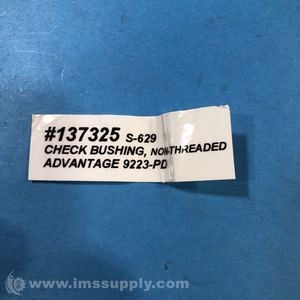 #137325 S-629
CHECK BUSHING, NON-THREADED
ADVANTAGE 9223-PD
www.imssupply.com